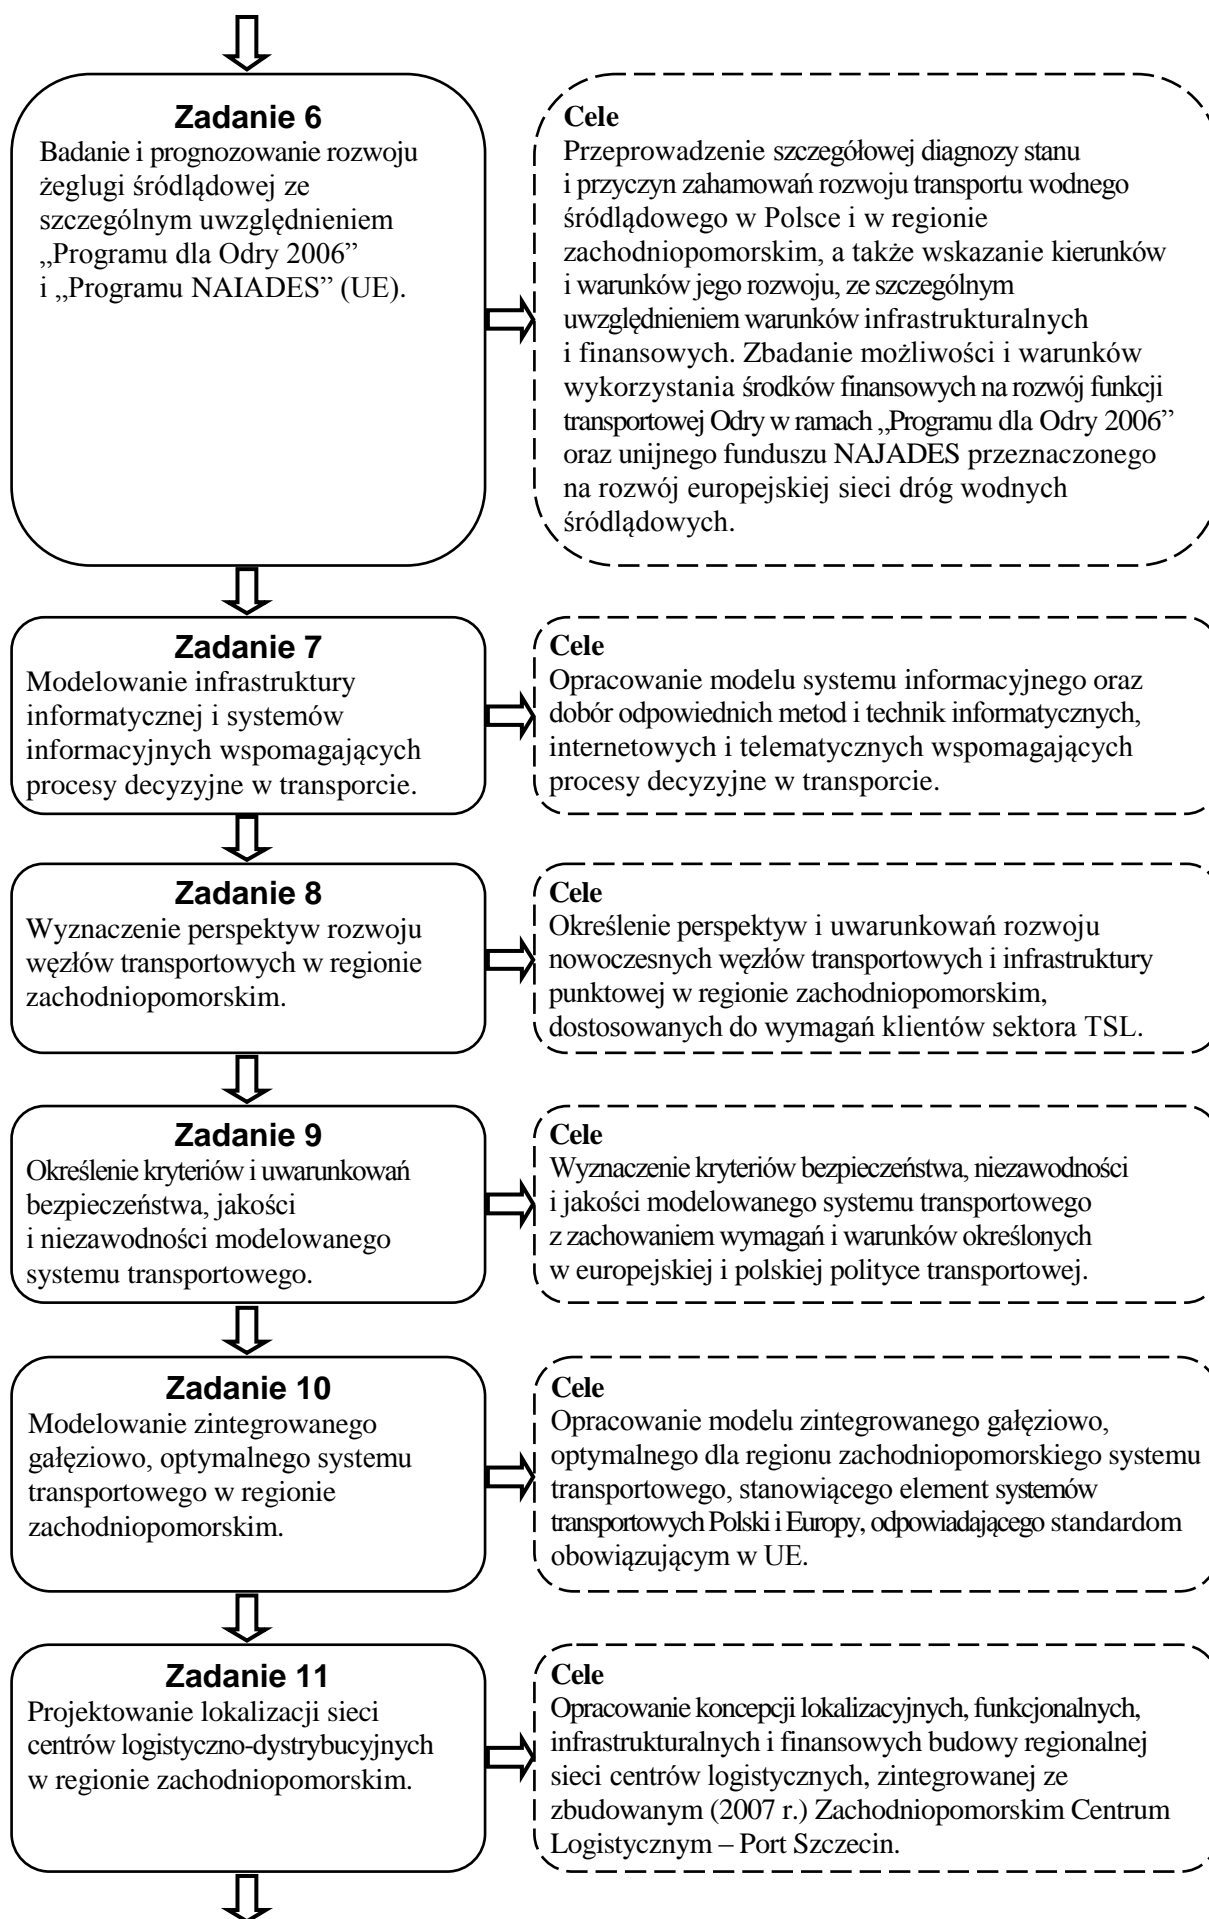 Zadanie 6
Badanie i prognozowanie rozwoju
żeglugi śródlądowej ze
szczególnym uwzględnieniem
„Programu dla Odry 2006”
i „Programu NAIADES” (UE).
Cele
Przeprowadzenie szczegółowej diagnozy stanu
i przyczyn zahamowań rozwoju transportu wodnego
śródlądowego w Polsce i w regionie
zachodniopomorskim, a także wskazanie kierunków
i warunków jego rozwoju, ze szczególnym
uwzględnieniem warunków infrastrukturalnych
i finansowych. Zbadanie możliwości i warunków
wykorzystania środków finansowych na rozwój funkcji
transportowej Odry w ramach „Programu dla Odry 2006”
oraz unijnego funduszu NAJADES przeznaczonego
na rozwój europejskiej sieci dróg wodnych
śródlądowych.
Zadanie 7
Modelowanie infrastruktury
informatycznej i systemów
informacyjnych wspomagających
procesy decyzyjne w transporcie.
Cele
Opracowanie modelu systemu informacyjnego oraz
dobór odpowiednich metod i technik informatycznych,
internetowych i telematycznych wspomagających
procesy decyzyjne w transporcie.
Zadanie 8
Wyznaczenie perspektyw rozwoju
węzłów transportowych w regionie
zachodniopomorskim.
Cele
Określenie perspektyw i uwarunkowań rozwoju
nowoczesnych węzłów transportowych i infrastruktury
punktowej w regionie zachodniopomorskim,
dostosowanych do wymagań klientów sektora TSL.
Zadanie 9
Określenie kryteriów i uwarunkowań
bezpieczeństwa, jakości
i niezawodności modelowanego
systemu transportowego.
Cele
Wyznaczenie kryteriów bezpieczeństwa, niezawodności
i jakości modelowanego systemu transportowego
z zachowaniem wymagań i warunków określonych
w europejskiej i polskiej polityce transportowej.
Zadanie 10
Modelowanie zintegrowanego
gałęziowo, optymalnego systemu
transportowego w regionie
zachodniopomorskim.
Cele
Opracowanie modelu zintegrowanego gałęziowo,
optymalnego dla regionu zachodniopomorskiego systemu
transportowego, stanowiącego element systemów
transportowych Polski i Europy, odpowiadającego standardom
obowiązującym w UE.
Zadanie 11
Projektowanie lokalizacji sieci
centrów logistyczno-dystrybucyjnych
w regionie zachodniopomorskim.
Cele
Opracowanie koncepcji lokalizacyjnych, funkcjonalnych,
infrastrukturalnych i finansowych budowy regionalnej
sieci centrów logistycznych, zintegrowanej ze
zbudowanym (2007 r.) Zachodniopomorskim Centrum
Logistycznym – Port Szczecin.